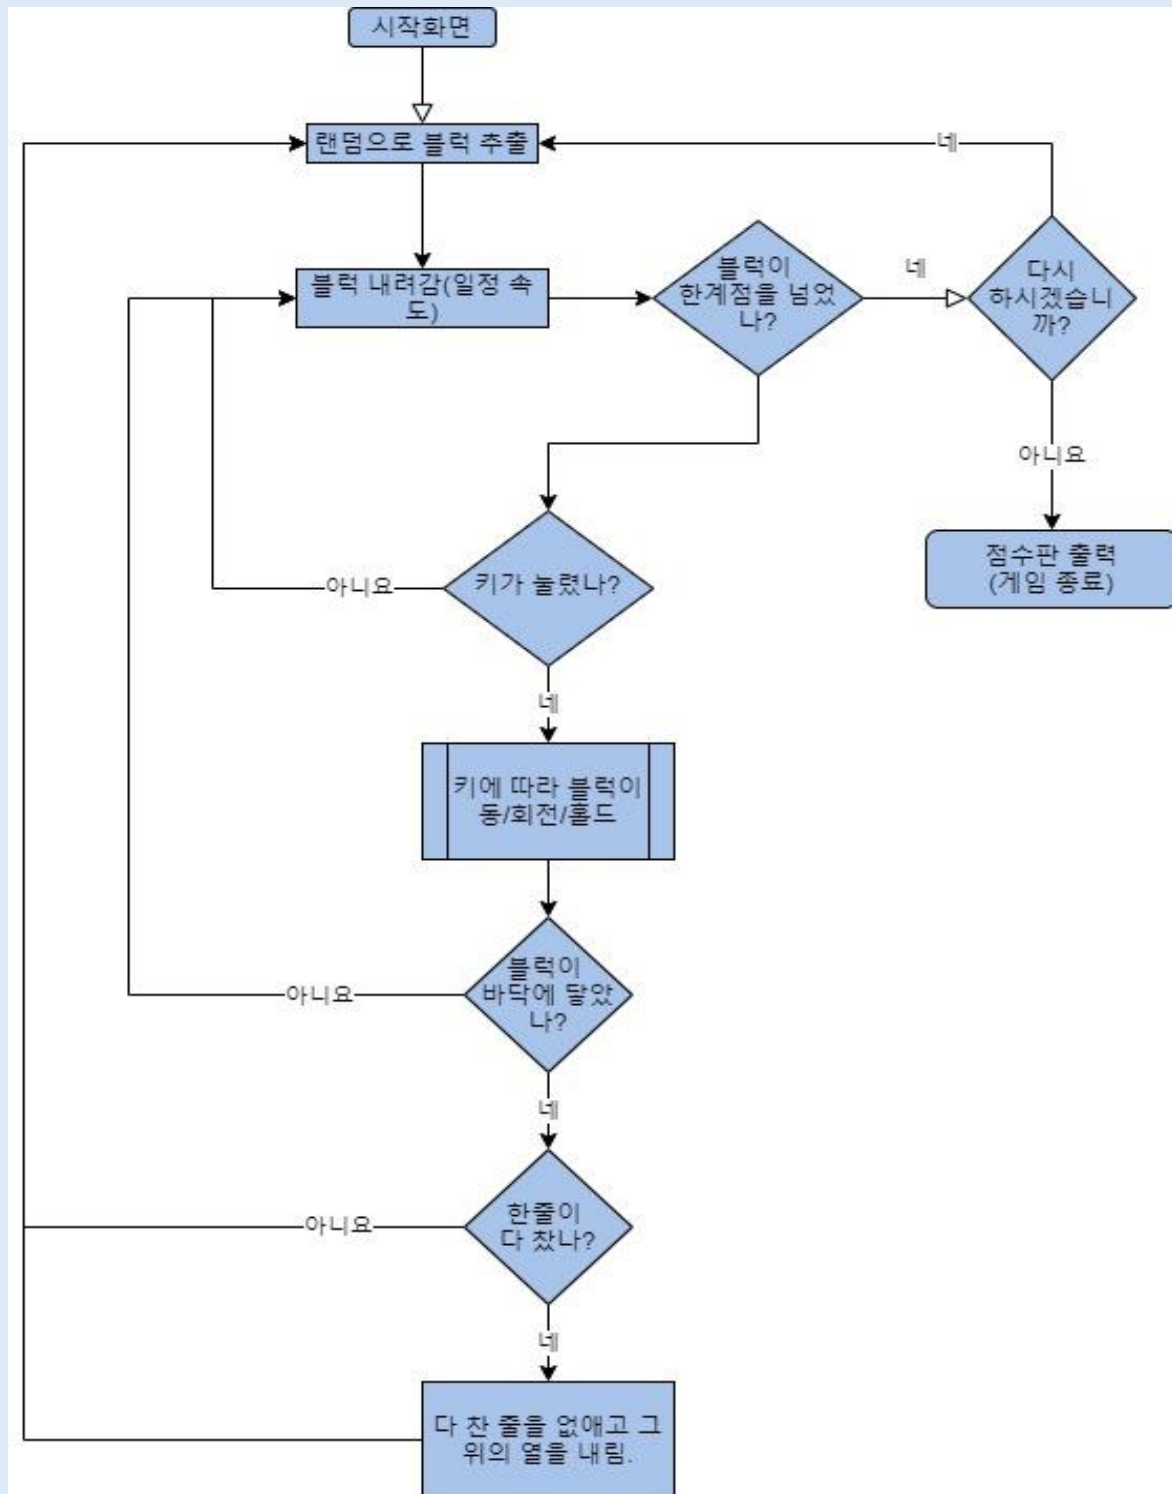 시작화면
랜덤으로 블럭 추출
네
블럭 내려감(일정 속
도)
블럭이
한계점을 넘었
나?
네
다시
하시겠습니
까?
아니요
점수판 출력
(게임 종료)
키가 눌렸나?
아니요
네
키에 따라 블럭이
동/회전/홀드
블럭이
바닥에 닿았
나?
아니요
네
한줄이
다 찼나?
아니요
네
다 찬 줄을 없애고 그
위의 열을 내림.